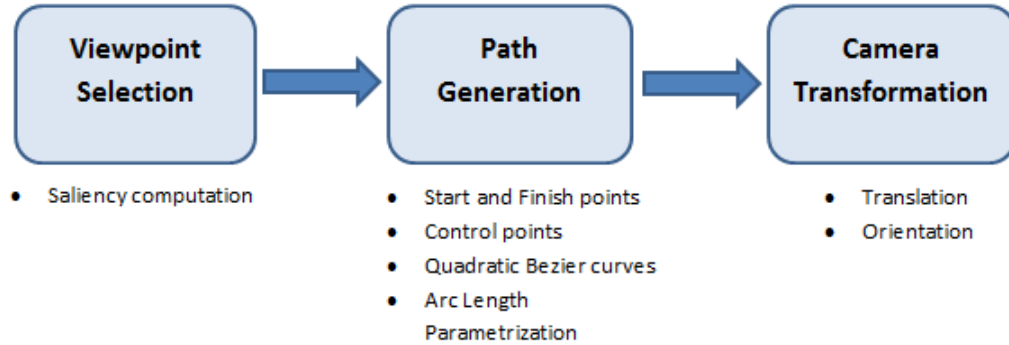 Viewpoint
Selection
Path
Generation
Camera
Transformation
• Saliency computation
• Start and Finish points
• Control points
• Quadratic Bezier curves
• Arc Length
Parametrization
• Translation
• Orientation